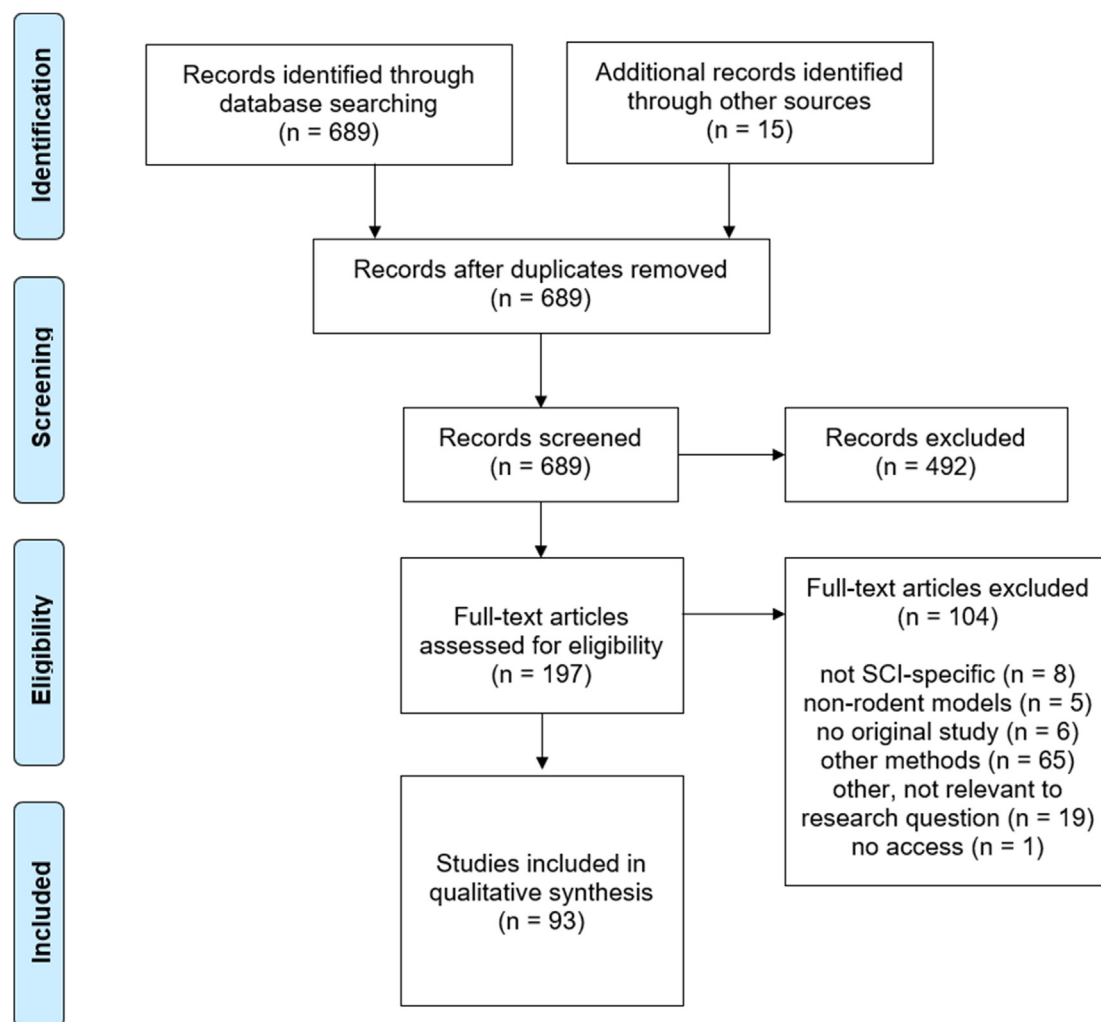 Identification
Records identified through
database searching
(n = 689)
Additional records identified
through other sources
(n = 15)
Records after duplicates removed
(n = 689)
Screening
Records screened
(n = 689)
Records excluded
(n = 492)
Eligibility
Full-text articles
assessed for eligibility
(n = 197)
Full-text articles excluded
(n = 104)
not SCI-specific (n = 8)
non-rodent models (n = 5)
no original study (n = 6)
other methods (n = 65)
other, not relevant to
research question (n = 19)
no access (n = 1)
Included
Studies included in
qualitative synthesis
(n = 93)